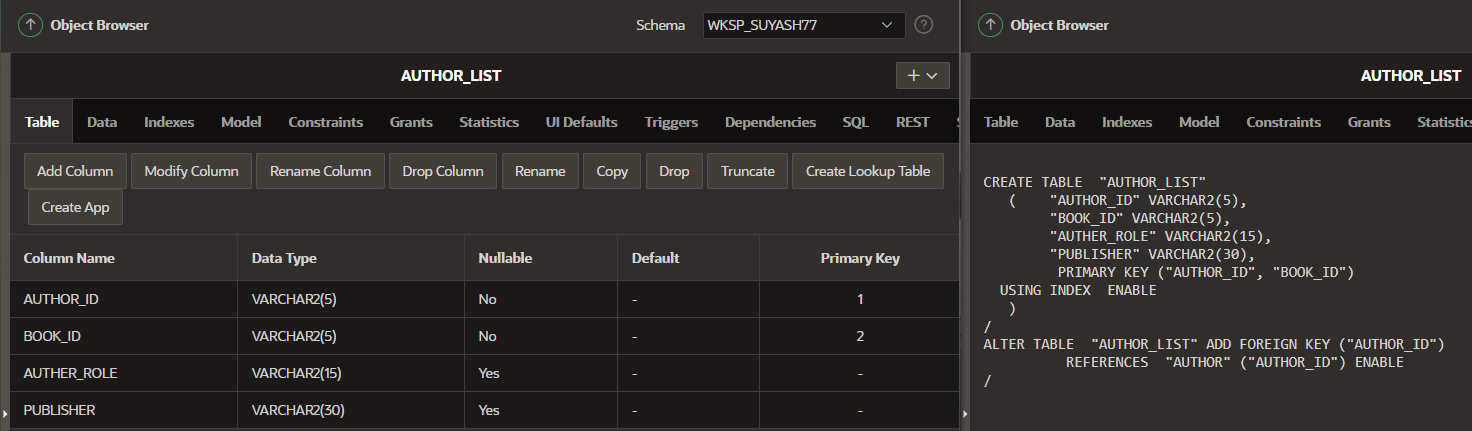 Object Browser
Schema WKSP_SUYASH77
AUTHOR_LIST
Table Data Indexes Model Constraints Grants Statistics UI Defaults Triggers Dependencies SQL REST S
Add Column Modify Column Rename Column Drop Column Rename Copy Drop Truncate Create Lookup Table
Create App
Column Name Data Type Nullable Default Primary Key
AUTHOR_ID VARCHAR2(5) No - 1
BOOK_ID VARCHAR2(5) No - 2
AUTHER_ROLE VARCHAR2(15) Yes - -
PUBLISHER VARCHAR2(30) Yes - -
Object Browser
AUTHOR_LIST
Table Data Indexes Model Constraints Grants Statistics
CREATE TABLE "AUTHOR_LIST"
( "AUTHOR_ID" VARCHAR2(5),
"BOOK_ID" VARCHAR2(5),
"AUTHER_ROLE" VARCHAR2(15),
"PUBLISHER" VARCHAR2(30),
PRIMARY KEY ("AUTHOR_ID", "BOOK_ID")
USING INDEX ENABLE
)
/
ALTER TABLE "AUTHOR_LIST" ADD FOREIGN KEY ("AUTHOR_ID")
REFERENCES "AUTHOR" ("AUTHOR_ID") ENABLE
/